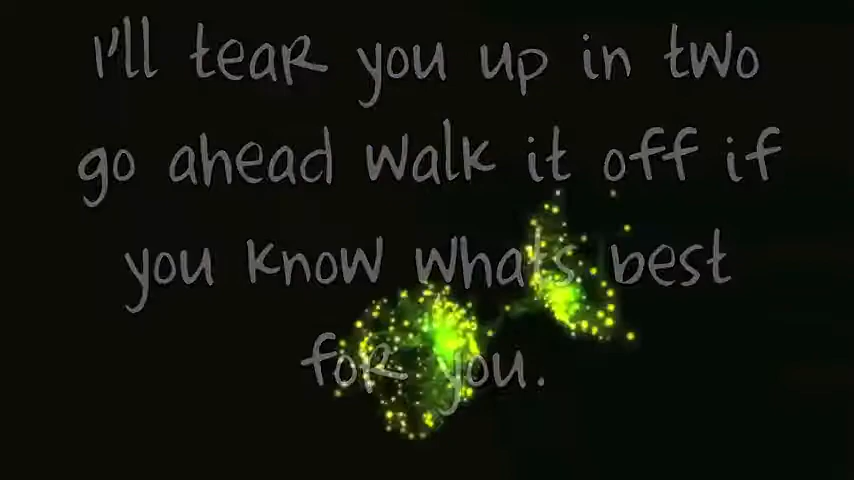 I'll tear you up in two
go ahead walk it off if
you know whats best
for you.